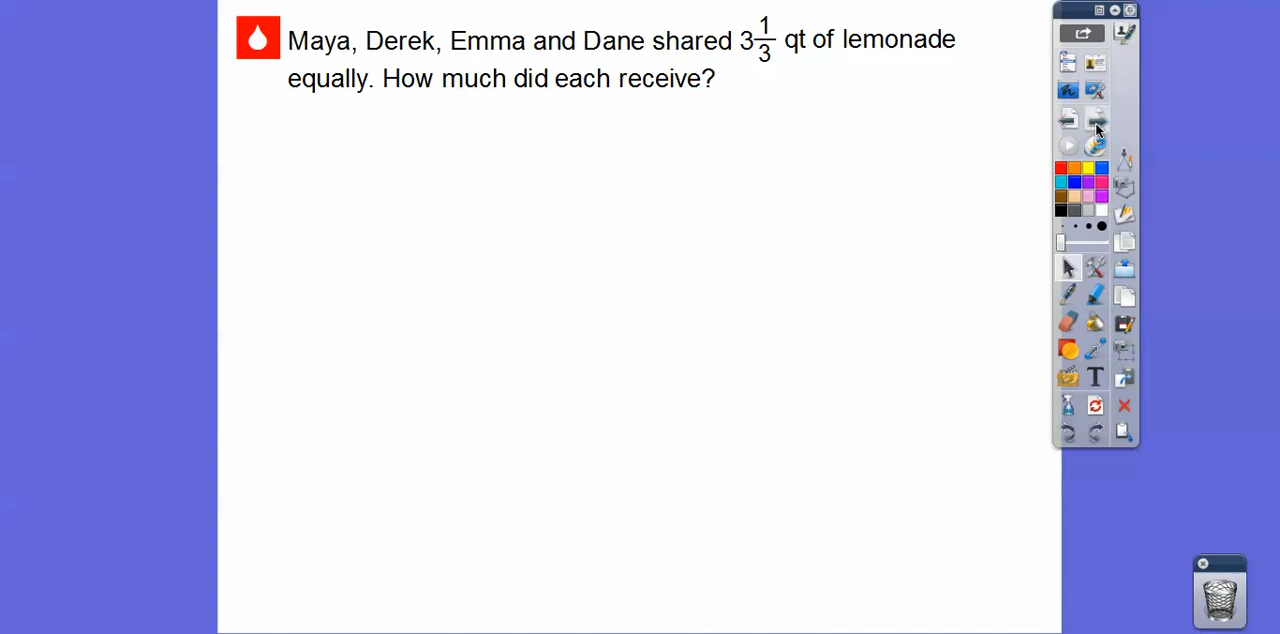 Maya, Derek, Emma and Dane shared 3 1/3 qt of lemonade
equally. How much did each receive?
T